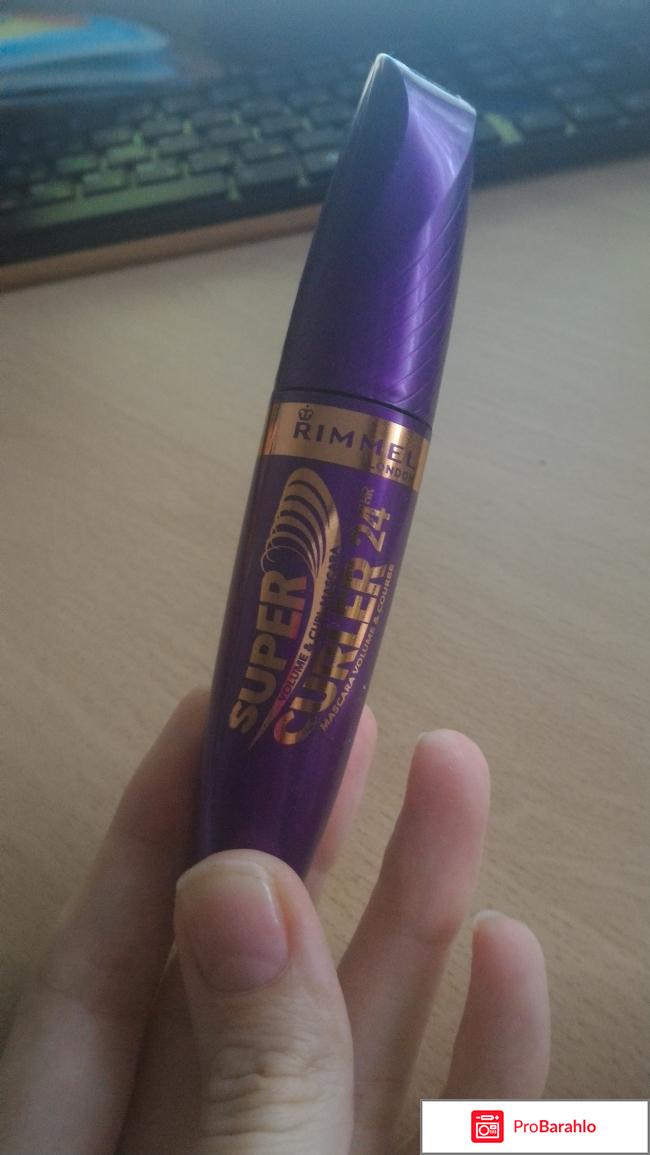 RIMMEL
LONDON
SUPER
VOLUME & CURL MASCARA
CURLER 24HR
MASCARA VOLUME & COURBE
ProBarahlo